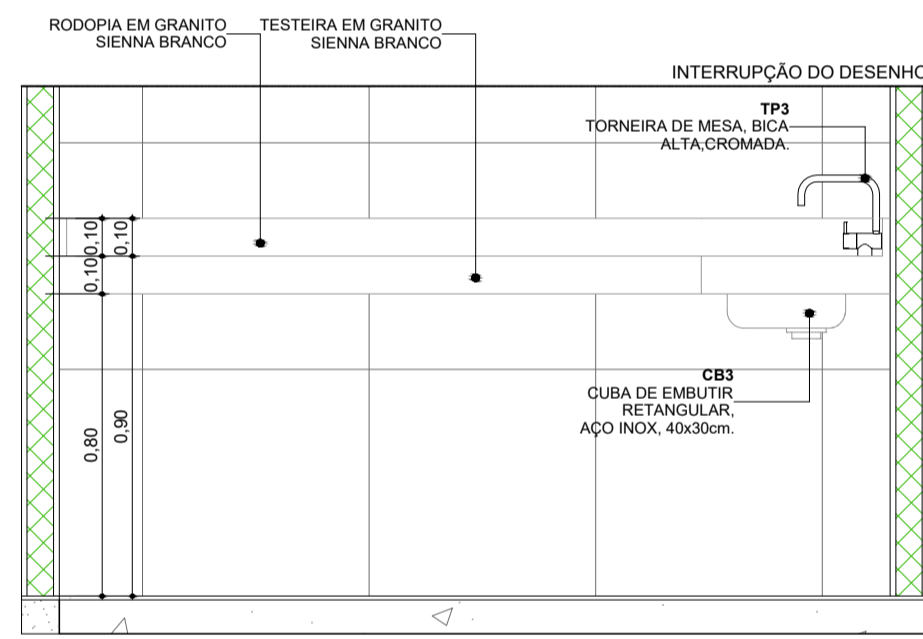 RODOPIA EM GRANITO
SIENNA BRANCO
TESTEIRA EM GRANITO
SIENNA BRANCO
INTERRUPÇÃO DO DESENHO
TP3
TORNEIRA DE MESA, BICA
ALTA,CROMADA.
0,10
0,10
0,10
CB3
CUBA DE EMBUTIR
RETANGULAR,
AÇO INOX, 40x30cm.
0,80
0,90